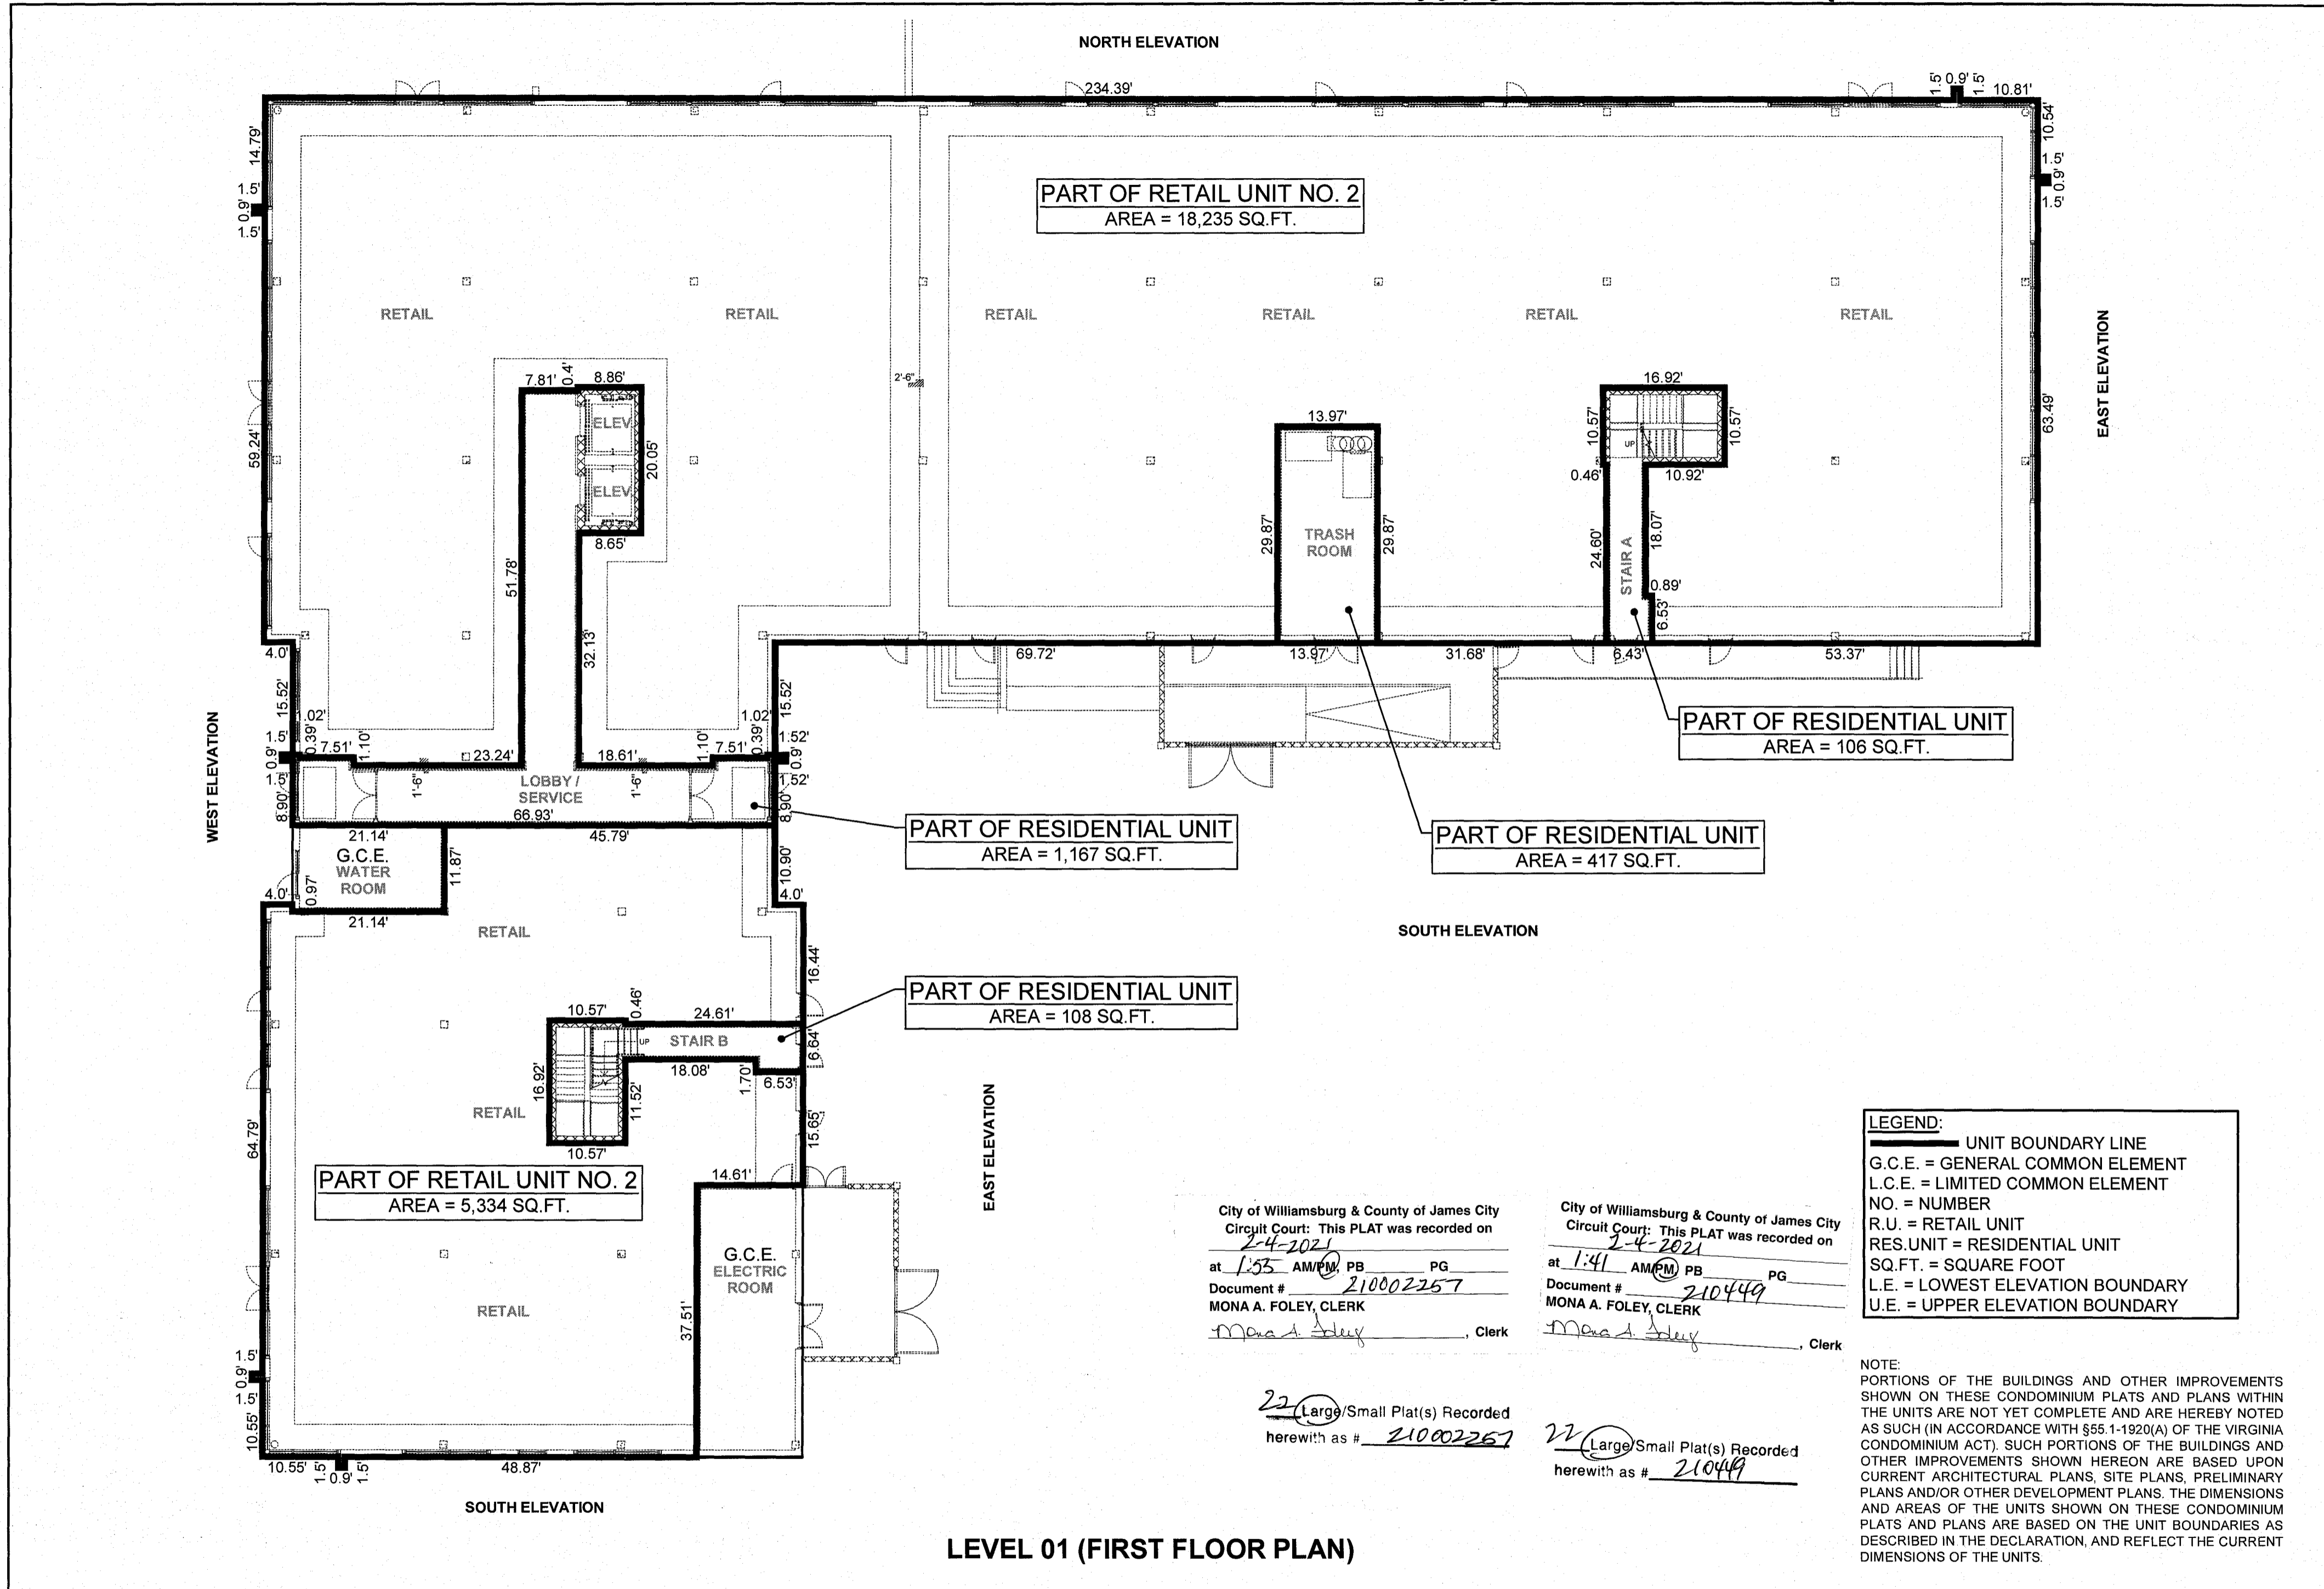 NORTH ELEVATION
234.39'
1.5' 0.9' 1.5' 10.81'
14.79'
1.5'
0.9'
1.5'
10.54'
1.5'
0.9'
1.5'
PART OF RETAIL UNIT NO. 2
AREA = 18,235 SQ.FT.
RETAIL RETAIL RETAIL RETAIL RETAIL RETAIL
EAST ELEVATION
59.24'
63.49'
7.81' 0.4' 8.86'
ELEV.
ELEV.
20.05'
8.65'
51.78'
32.13'
2'-6"
13.97'
29.87' 29.87'
TRASH
ROOM
16.92'
10.57' 10.57'
UP
0.46' 10.92'
24.60' 18.07'
STAIR A
0.89'
6.53'
4.0'
69.72' 13.97' 31.68' 6.43' 53.37'
15.52' 15.52'
1.02' 1.02'
1.5' 0.39' 7.51' 1.10' 23.24' 18.61' 1.10' 7.51' 0.39' 1.52'
0.9' 0.9'
1.5' 1'-6" 1'-6" 1.52'
LOBBY /
SERVICE
8.90' 66.93' 8.90'
WEST ELEVATION
PART OF RESIDENTIAL UNIT
AREA = 106 SQ.FT.
PART OF RESIDENTIAL UNIT
AREA = 1,167 SQ.FT.
PART OF RESIDENTIAL UNIT
AREA = 417 SQ.FT.
21.14' 45.79'
G.C.E.
WATER
ROOM
11.87' 10.90'
4.0' 0.97' 4.0'
21.14'
RETAIL
SOUTH ELEVATION
16.44'
PART OF RESIDENTIAL UNIT
AREA = 108 SQ.FT.
10.57' 0.46' 24.61'
UP STAIR B
6.64'
18.08' 1.70' 6.53'
16.92' 11.52'
10.57'
RETAIL
15.65'
EAST ELEVATION
64.79'
PART OF RETAIL UNIT NO. 2
AREA = 5,334 SQ.FT.
14.61'
G.C.E.
ELECTRIC
ROOM
RETAIL
37.51'
1.5'
0.9'
1.5'
10.55'
10.55' 1.5' 0.9' 1.5' 48.87'
SOUTH ELEVATION
City of Williamsburg & County of James City
Circuit Court: This PLAT was recorded on
2-4-2021
at 1:55 AM/PM, PB PG
Document # 210002257
MONA A. FOLEY, CLERK
Mona A. Foley, Clerk
City of Williamsburg & County of James City
Circuit Court: This PLAT was recorded on
2-4-2021
at 1:41 AM/PM PB PG
Document # 210449
MONA A. FOLEY, CLERK
Mona A. Foley, Clerk
22 Large/Small Plat(s) Recorded
herewith as # 210002257
22 Large/Small Plat(s) Recorded
herewith as # 210449
LEGEND:
UNIT BOUNDARY LINE
G.C.E. = GENERAL COMMON ELEMENT
L.C.E. = LIMITED COMMON ELEMENT
NO. = NUMBER
R.U. = RETAIL UNIT
RES.UNIT = RESIDENTIAL UNIT
SQ.FT. = SQUARE FOOT
L.E. = LOWEST ELEVATION BOUNDARY
U.E. = UPPER ELEVATION BOUNDARY
NOTE:
PORTIONS OF THE BUILDINGS AND OTHER IMPROVEMENTS
SHOWN ON THESE CONDOMINIUM PLATS AND PLANS WITHIN
THE UNITS ARE NOT YET COMPLETE AND ARE HEREBY NOTED
AS SUCH (IN ACCORDANCE WITH §55.1-1920(A) OF THE VIRGINIA
CONDOMINIUM ACT). SUCH PORTIONS OF THE BUILDINGS AND
OTHER IMPROVEMENTS SHOWN HEREON ARE BASED UPON
CURRENT ARCHITECTURAL PLANS, SITE PLANS, PRELIMINARY
PLANS AND/OR OTHER DEVELOPMENT PLANS. THE DIMENSIONS
AND AREAS OF THE UNITS SHOWN ON THESE CONDOMINIUM
PLATS AND PLANS ARE BASED ON THE UNIT BOUNDARIES AS
DESCRIBED IN THE DECLARATION, AND REFLECT THE CURRENT
DIMENSIONS OF THE UNITS.
LEVEL 01 (FIRST FLOOR PLAN)